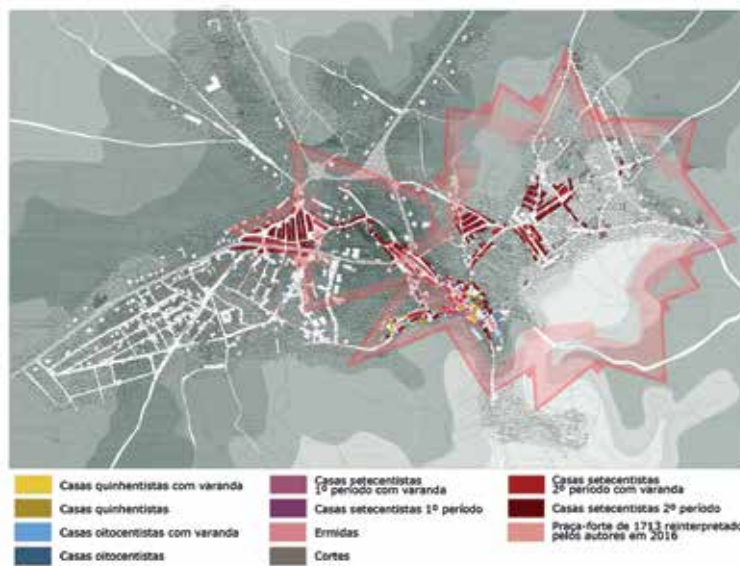 Casas quinhentistas com varanda
Casas quinhentistas
Casas oitocentistas com varanda
Casas oitocentistas
Casas setecentistas
1º período com varanda
Casas setecentistas 1º período
Ermidas
Cortes
Casas setecentistas
2º período com varanda
Casas setecentistas 2º período
Praça-forte de 1713 reinterpretado
pelos autores em 2016